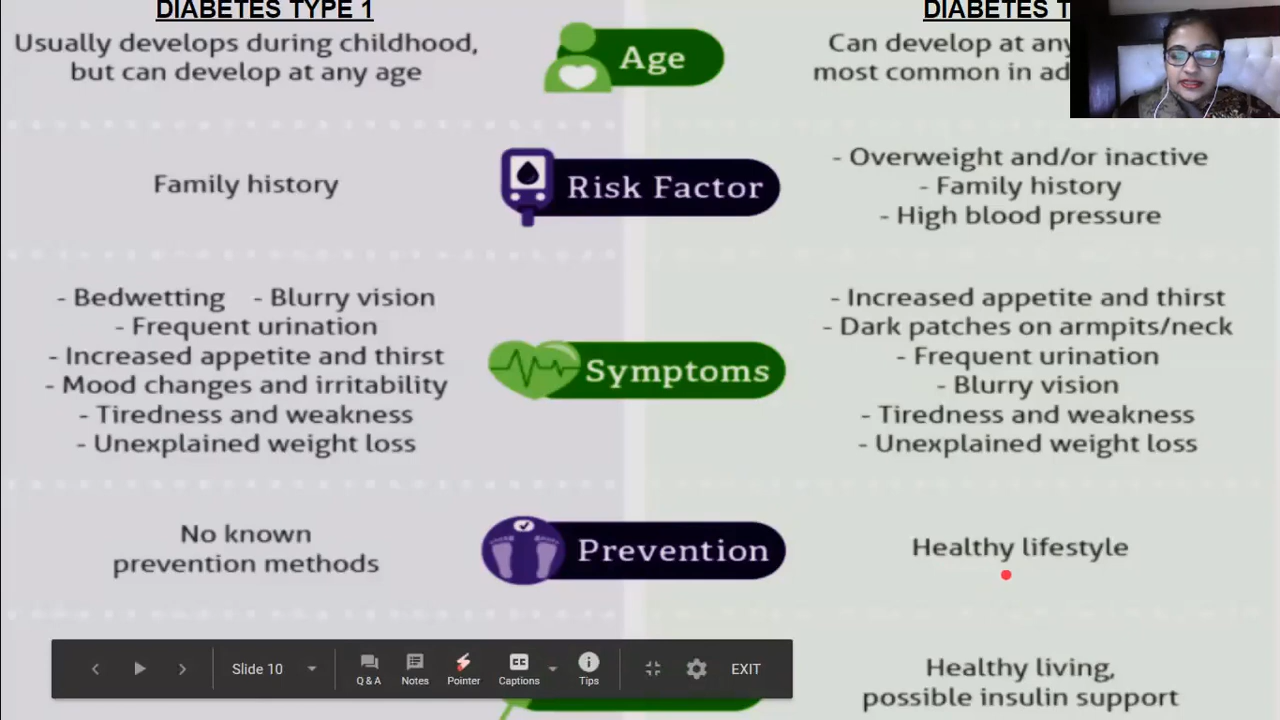 DIABETES TYPE 1
Usually develops during childhood,
but can develop at any age
Age
DIABETES T
Can develop at any
most common in ad
Family history
Risk Factor
- Overweight and/or inactive
- Family history
- High blood pressure
- Bedwetting - Blurry vision
- Frequent urination
- Increased appetite and thirst
- Mood changes and irritability
- Tiredness and weakness
- Unexplained weight loss
Symptoms
- Increased appetite and thirst
- Dark patches on armpits/neck
- Frequent urination
- Blurry vision
- Tiredness and weakness
- Unexplained weight loss
No known
prevention methods
Prevention
Healthy lifestyle
Healthy living,
possible insulin support
Slide 10
Q & A
Notes
Pointer
CC
Captions
Tips
EXIT